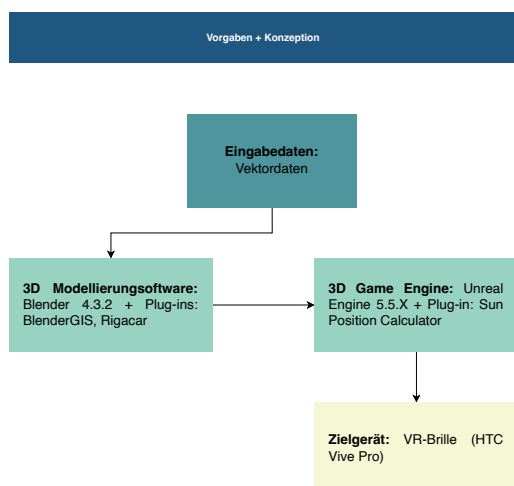 Vorgaben + Konzeption
Eingabedaten:
Vektordaten
3D Modellierungsoftware:
Blender 4.3.2 + Plug-ins:
BlenderGIS, Rigacar
3D Game Engine: Unreal
Engine 5.5.X + Plug-in: Sun
Position Calculator
Zielgerät: VR-Brille (HTC
Vive Pro)